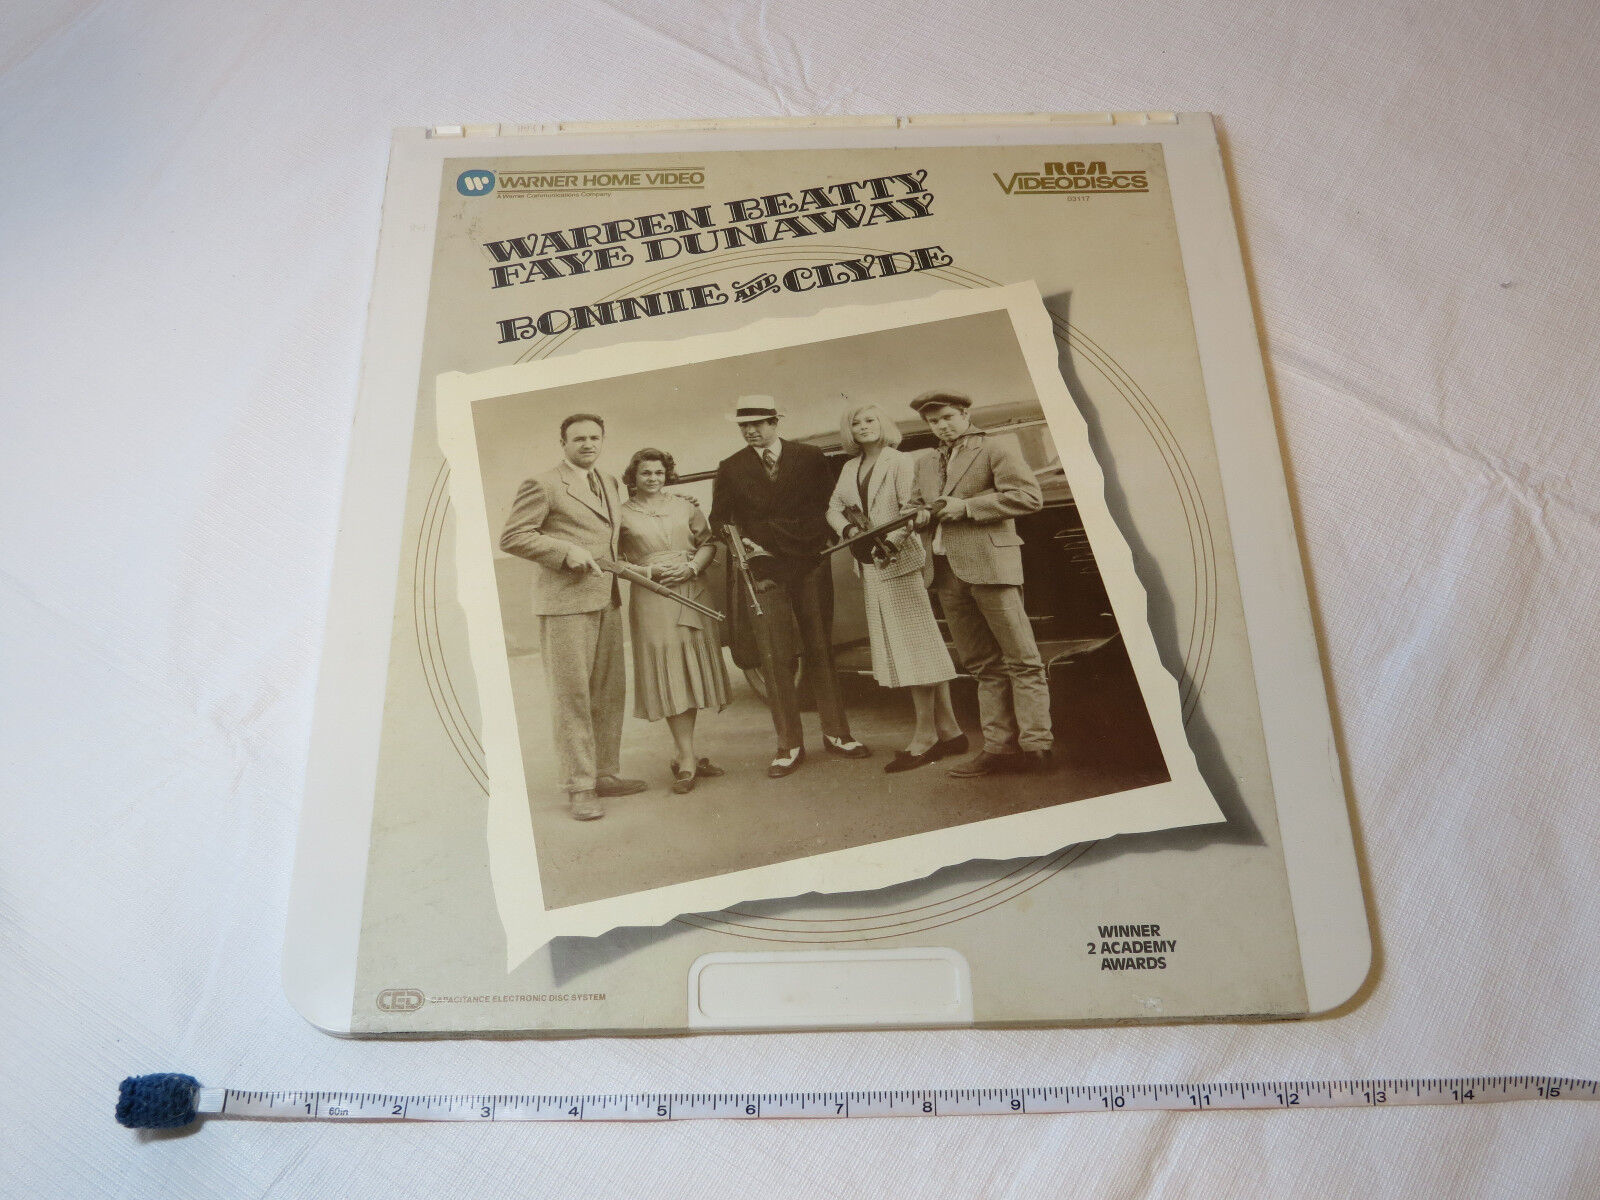 WARNER HOME VIDEO
A Warner Communications Company
RCA
VIDEODISCS
03117
WARREN BEATTY
FAYE DUNAWAY
BONNIE AND CLYDE
WINNER
2 ACADEMY
AWARDS
CED CAPACITANCE ELECTRONIC DISC SYSTEM
1 60in 2 3 4 5 6 7 8 9 10 11 12 13 14 15